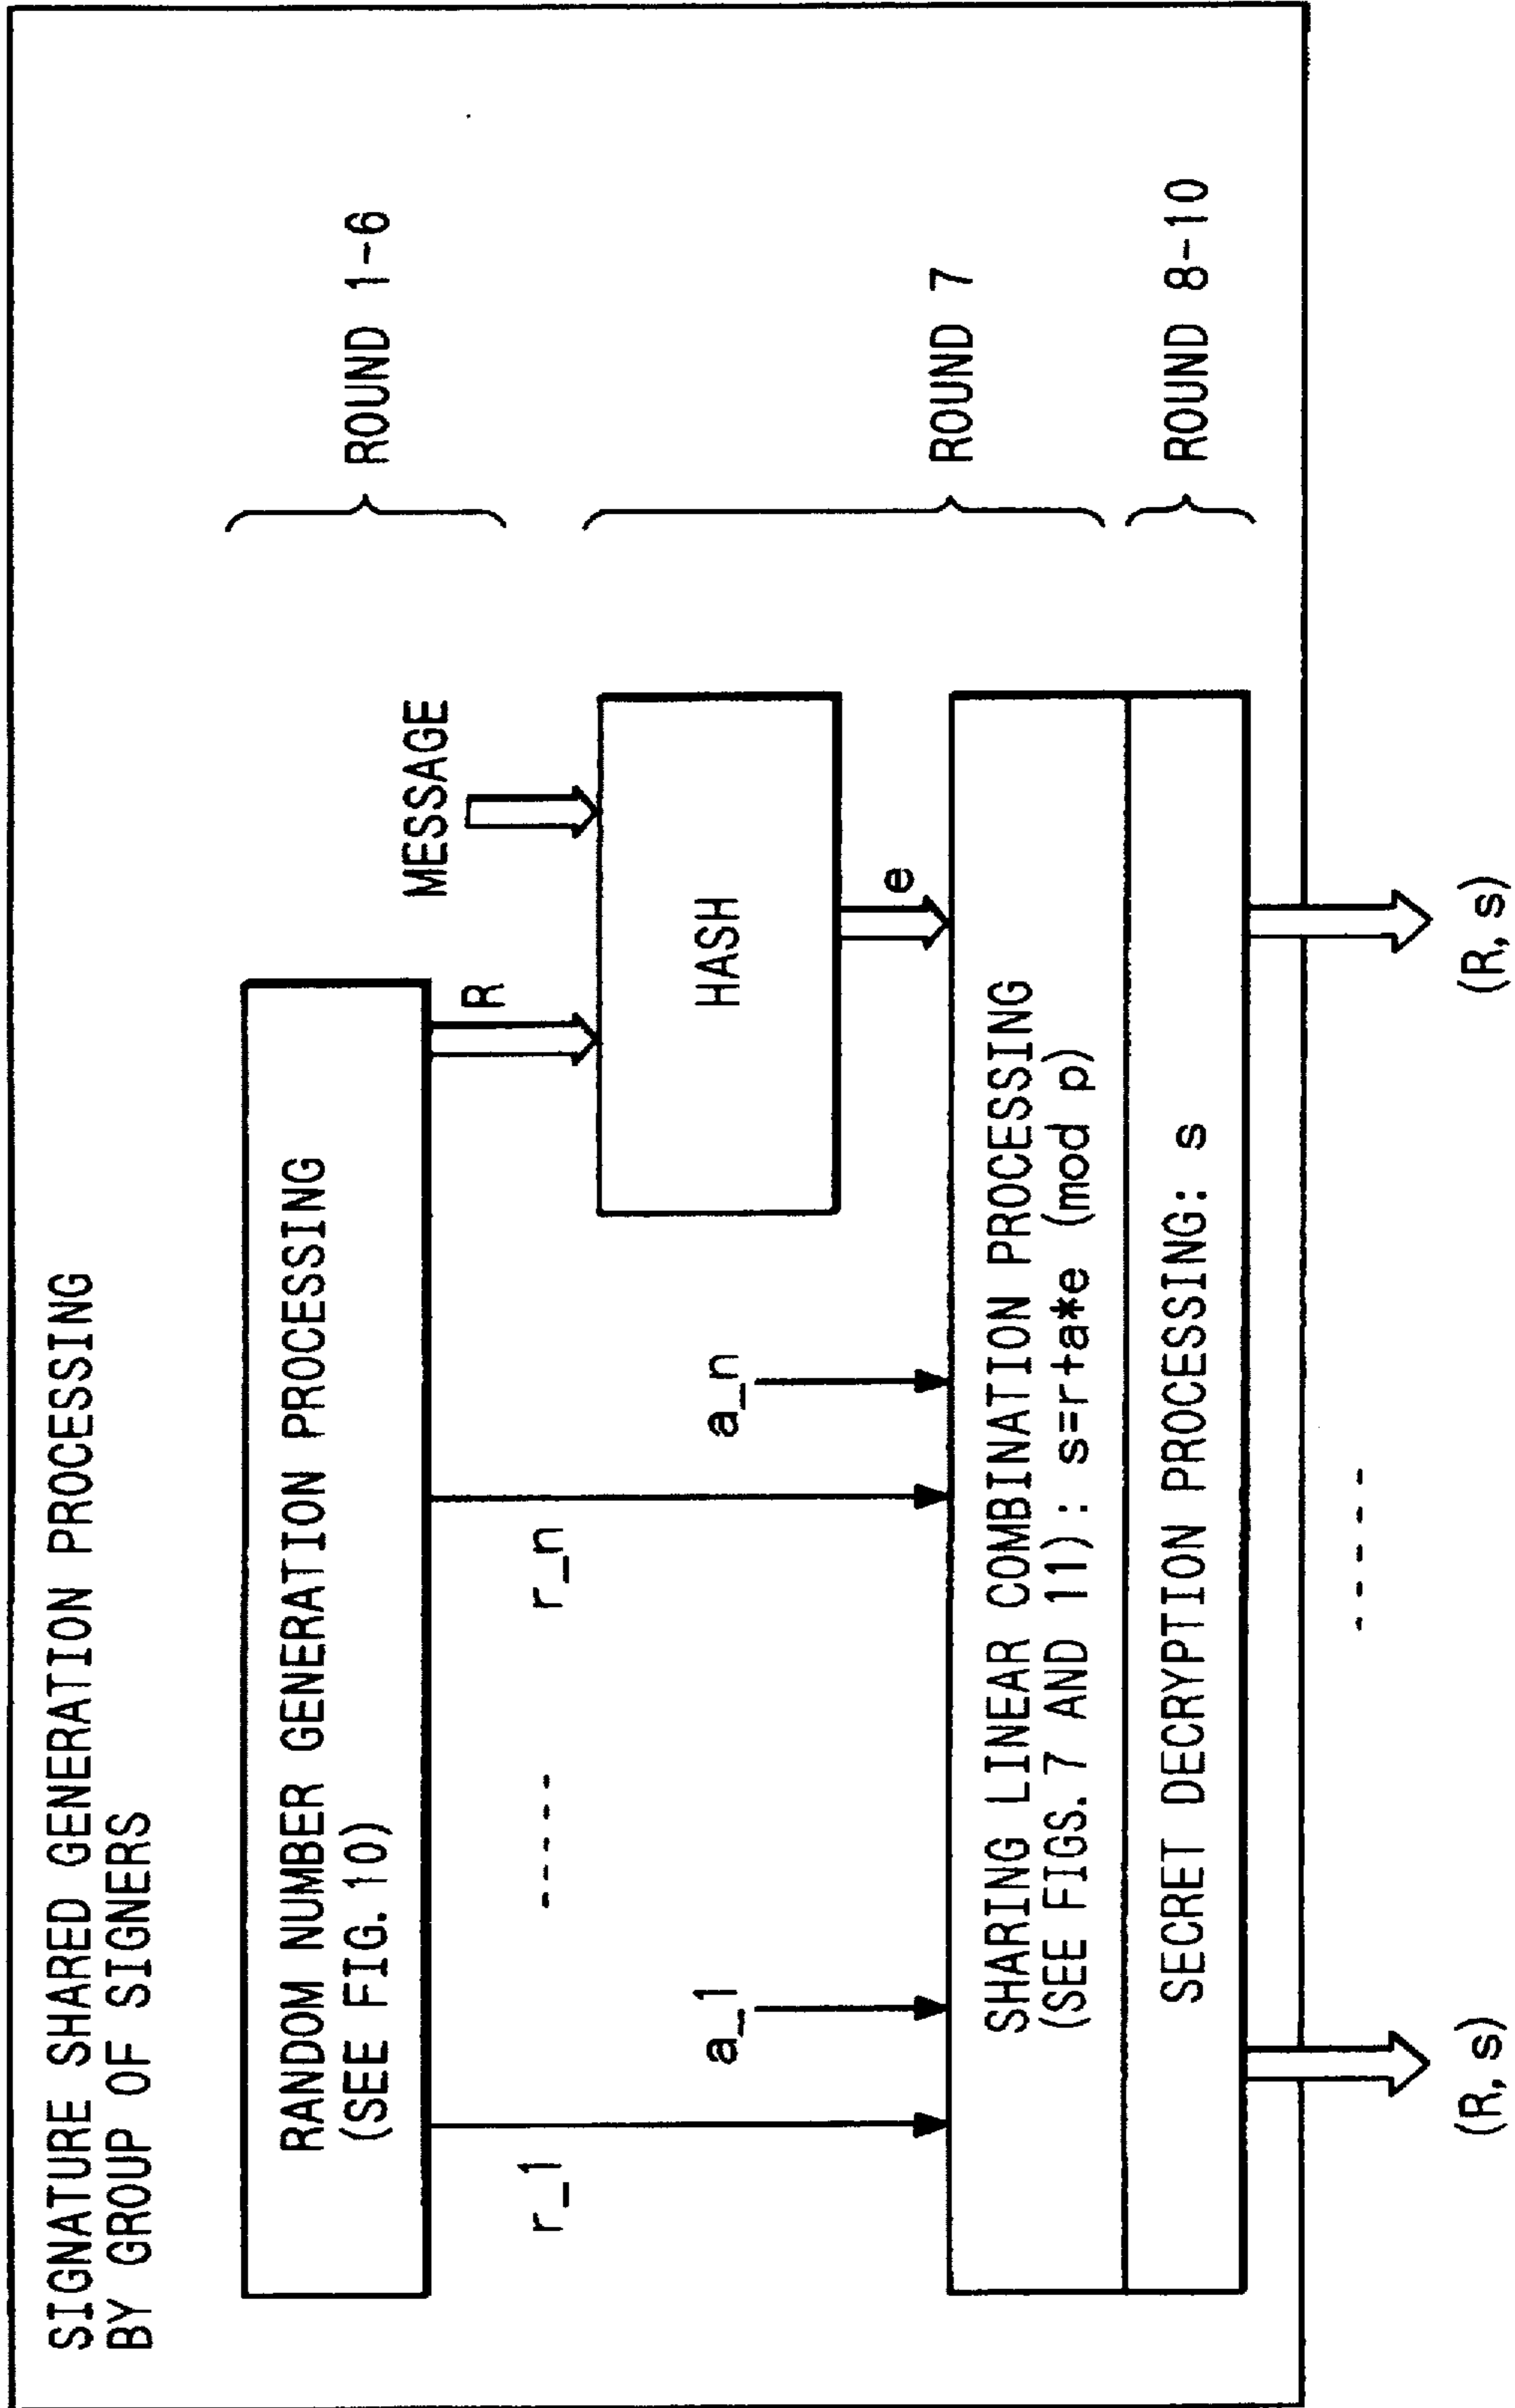 SIGNATURE SHARED GENERATION PROCESSING
BY GROUP OF SIGNERS
RANDOM NUMBER GENERATION PROCESSING
(SEE FIG. 10)
ROUND 1-6
MESSAGE
R
r_1
-----
r_n
HASH
a_1
a_n
e
ROUND 7
SHARING LINEAR COMBINATION PROCESSING
(SEE FIGS. 7 AND 11): s=r+a*e (mod p)
SECRET DECRYPTION PROCESSING: s
ROUND 8-10
-----
(R, s)
(R, s)